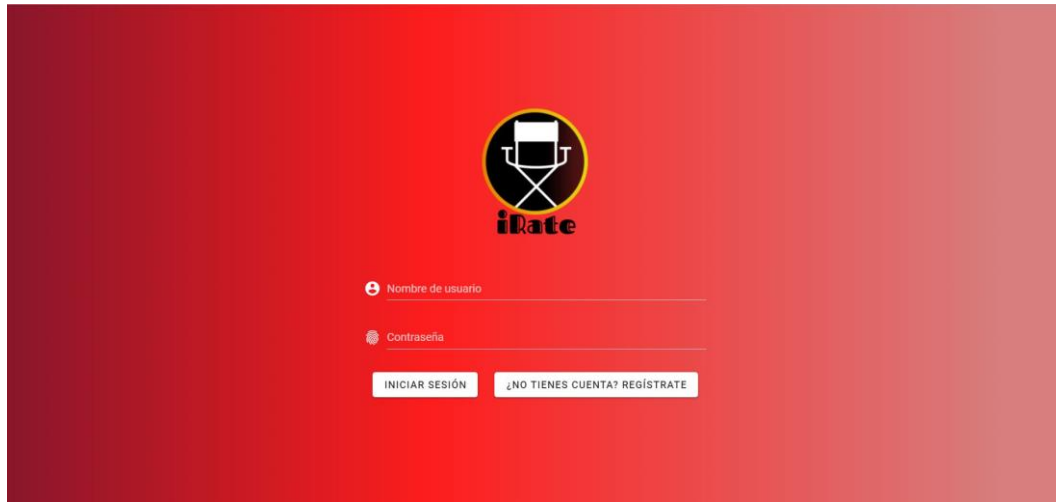 iRate
Nombre de usuario
Contraseña
INICIAR SESIÓN
¿NO TIENES CUENTA? REGÍSTRATE